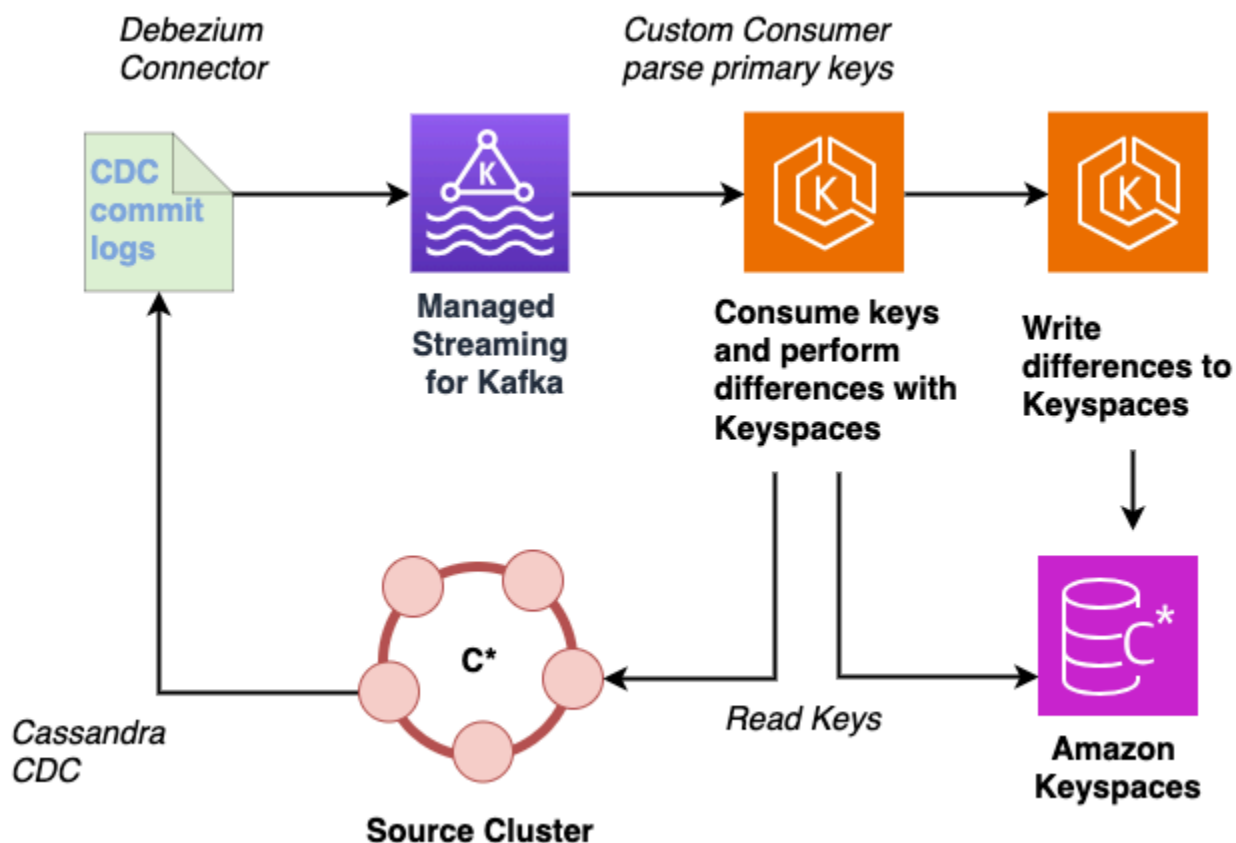 Debezium
Connector
Custom Consumer
parse primary keys
CDC
commit
logs
K
K
K
Managed
Streaming
for Kafka
Consume keys
and perform
differences with
Keyspaces
Write
differences to
Keyspaces
C*
C*
Read Keys
Cassandra
CDC
Amazon
Keyspaces
Source Cluster